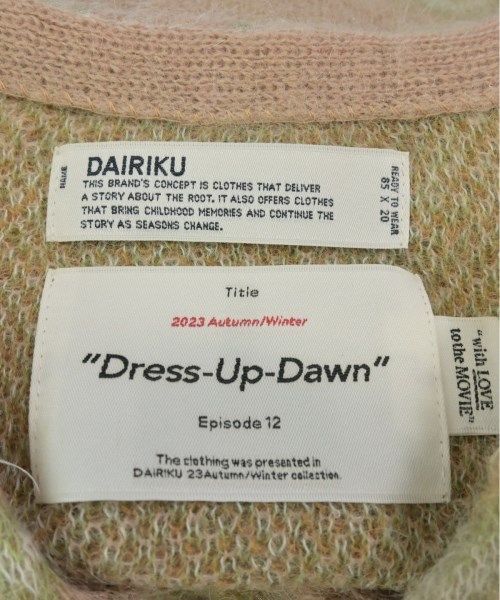 NAME
DAIRIKU
THIS BRAND'S CONCEPT IS CLOTHES THAT DELIVER
A STORY ABOUT THE ROOT. IT ALSO OFFERS CLOTHES
THAT BRING CHILDHOOD MEMORIES AND CONTINUE THE
STORY AS SEASONS CHANGE.
READY TO WEAR
85 X 20
Title
2023 Autumn/Winter
"Dress-Up-Dawn"
Episode 12
The clothing was presented in
DAIRIKU 23Autumn/Winter collection.
"with LOVE
to the MOVIE"